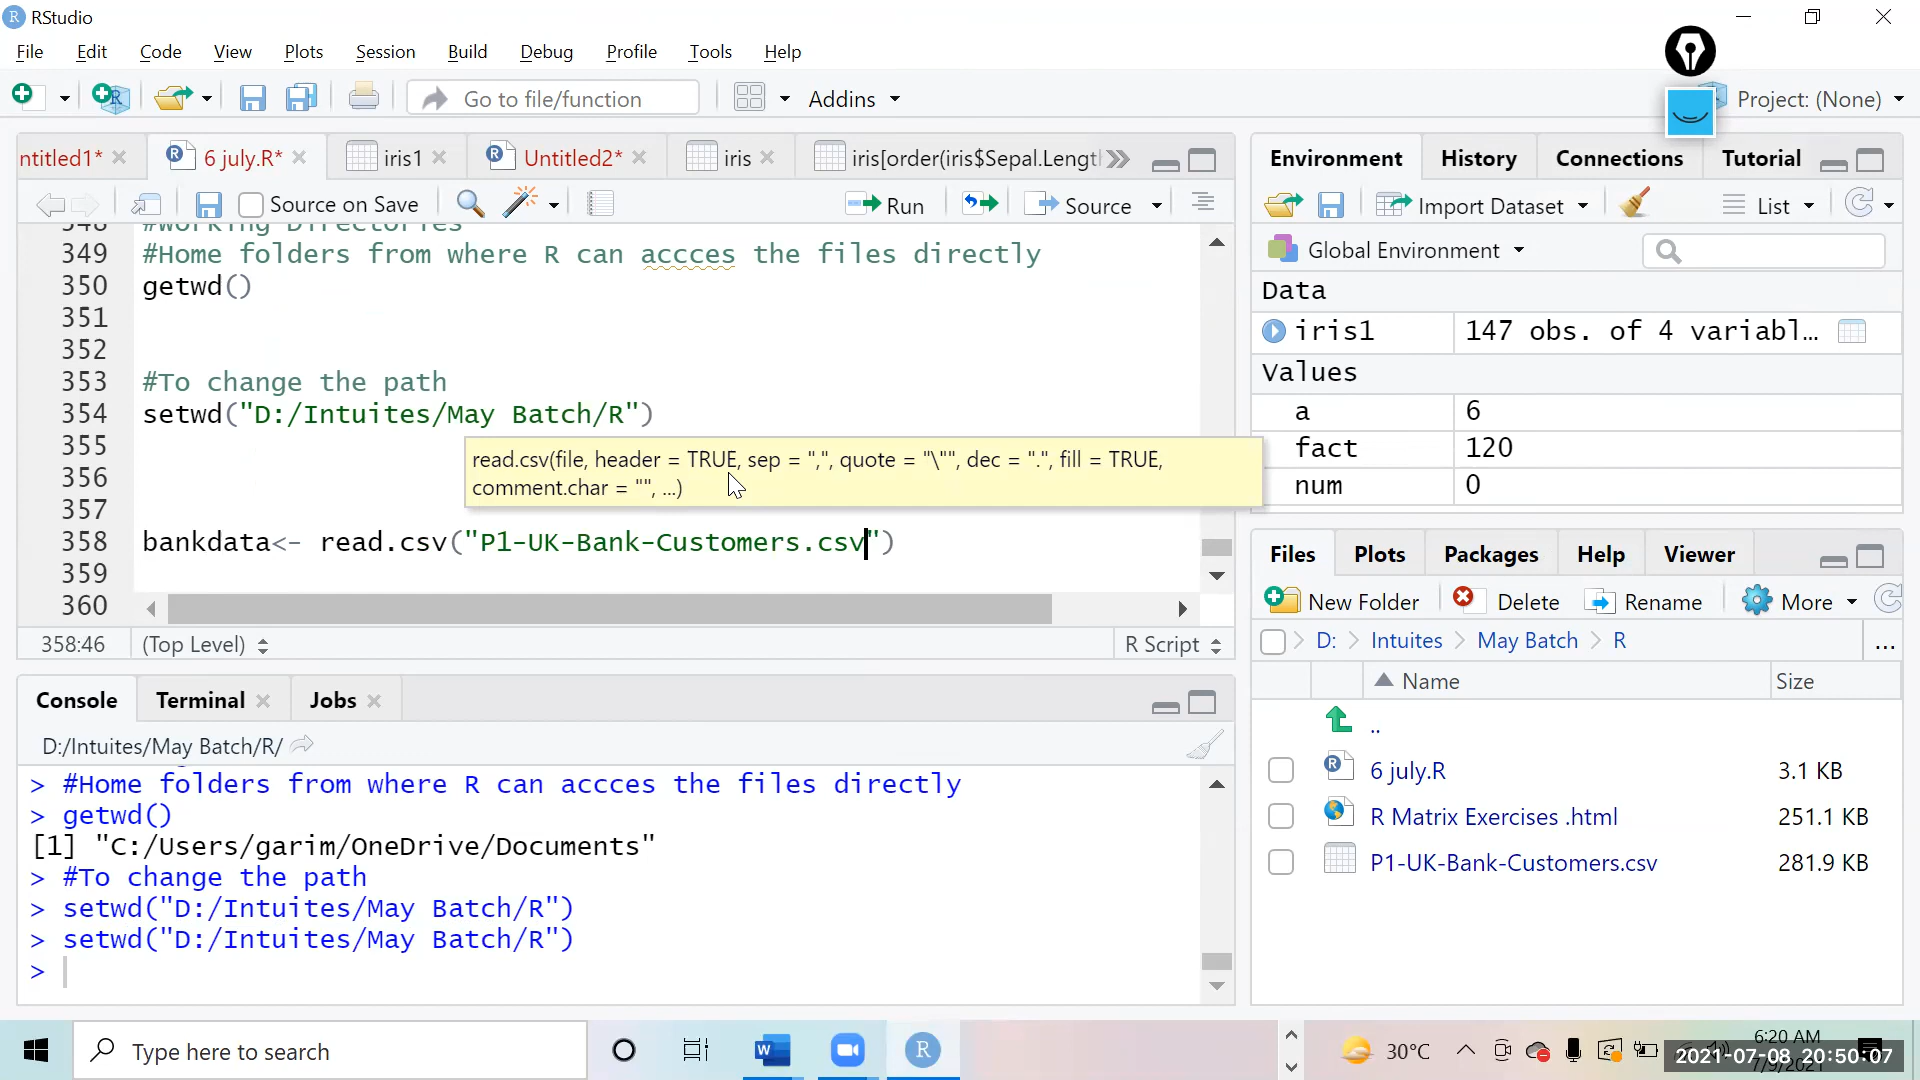 RStudio
File Edit Code View Plots Session Build Debug Profile Tools Help
Go to file/function Addins Project: (None)
ntitled1* 6 july.R* iris1 Untitled2* iris iris[order(iris$Sepal.Lengt
Source on Save Run Source
348 #Working Directories
349 #Home folders from where R can accces the files directly
350 getwd()
351
352
353 #To change the path
354 setwd("D:/Intuites/May Batch/R")
355
read.csv(file, header = TRUE, sep = ",", quote = "\"", dec = ".", fill = TRUE,
356
comment.char = "", ...)
357
358 bankdata<- read.csv("P1-UK-Bank-Customers.csv")
359
360
358:46 (Top Level) R Script
Console Terminal Jobs
D:/Intuites/May Batch/R/
> #Home folders from where R can accces the files directly
> getwd()
[1] "C:/Users/garim/OneDrive/Documents"
> #To change the path
> setwd("D:/Intuites/May Batch/R")
> setwd("D:/Intuites/May Batch/R")
>
Environment History Connections Tutorial
Import Dataset List
Global Environment
Data
iris1 147 obs. of 4 variabl...
Values
a 6
fact 120
num 0
Files Plots Packages Help Viewer
New Folder Delete Rename More
D: Intuites May Batch R ...
Name Size
..
6 july.R 3.1 KB
R Matrix Exercises .html 251.1 KB
P1-UK-Bank-Customers.csv 281.9 KB
Type here to search 30°C 6:20 AM
2021-07-08 20:50:07